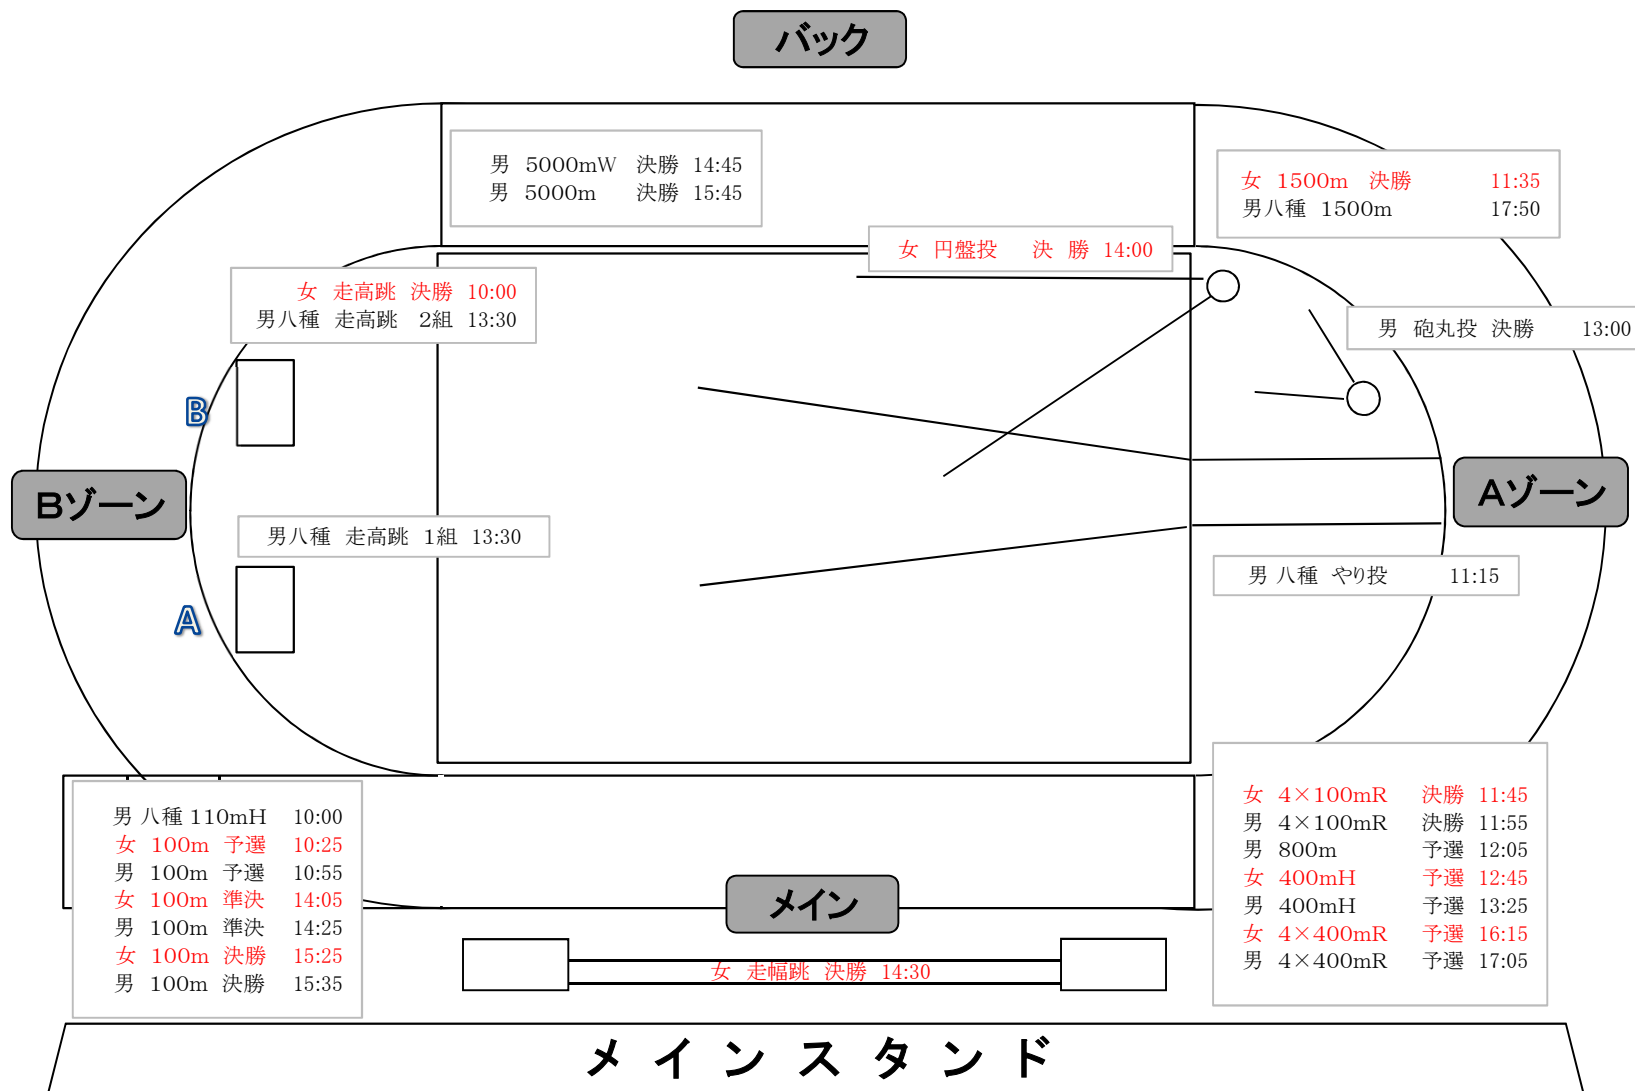 バック
男 5000mW 決勝 14:45
男 5000m 決勝 15:45
女 1500m 決勝 11:35
男八種 1500m 17:50
女 円盤投 決 勝 14:00
女 走高跳 決勝 10:00
男八種 走高跳 2組 13:30
男 砲丸投 決勝 13:00
B
Bゾーン
Aゾーン
男八種 走高跳 1組 13:30
男 八種 やり投 11:15
A
男 八種 110mH 10:00
女 100m 予選 10:25
男 100m 予選 10:55
女 100m 準決 14:05
男 100m 準決 14:25
女 100m 決勝 15:25
男 100m 決勝 15:35
メイン
女 走幅跳 決勝 14:30
女 4×100mR 決勝 11:45
男 4×100mR 決勝 11:55
男 800m 予選 12:05
女 400mH 予選 12:45
男 400mH 予選 13:25
女 4×400mR 予選 16:15
男 4×400mR 予選 17:05
メインスタンド